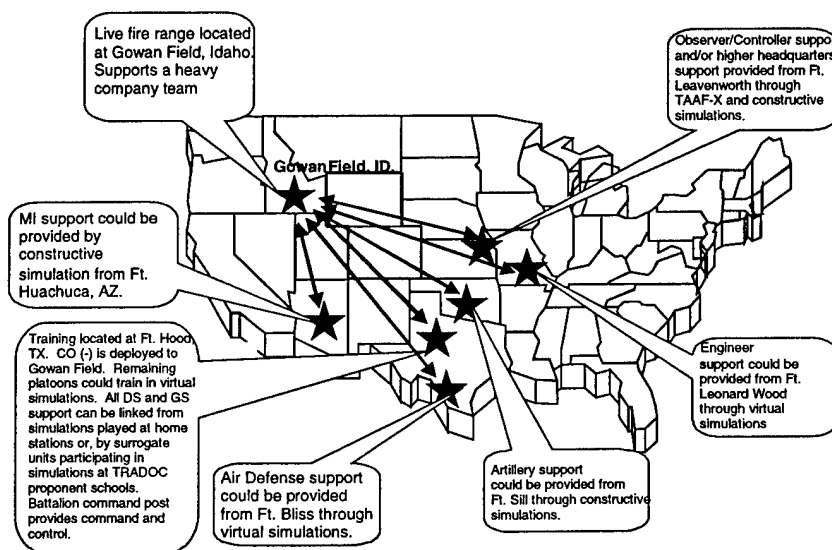 Live fire range located
at Gowan Field, Idaho.
Supports a heavy
company team
Observer/Controller suppo
and/or higher headquarters
support provided from Ft.
Leavenworth through
TAAF-X and constructive
simulations.
Gowan Field, ID.
MI support could be
provided by
constructive
simulation from Ft.
Huachuca, AZ.
Training located at Ft. Hood,
TX. CO (-) is deployed to
Gowan Field. Remaining
platoons could train in virtual
simulations. All DS and GS
support can be linked from
simulations played at home
stations or, by surrogate
units participating in
simulations at TRADOC
proponent schools.
Battalion command post
provides command and
control.
Air Defense support
could be provided
from Ft. Bliss through
virtual simulations.
Artillery support
could be provided from
Ft. Sill through constructive
simulations.
Engineer
support could be
provided from Ft.
Leonard Wood
through virtual
simulations